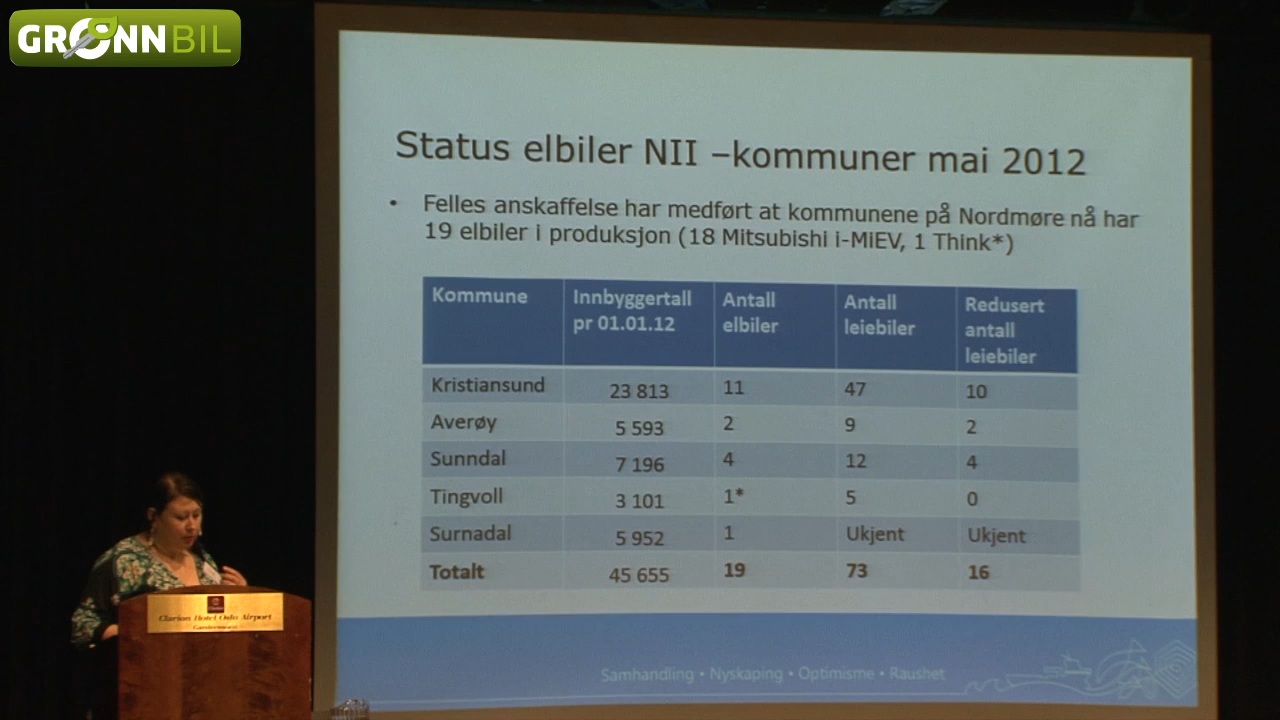 GRØNNBIL
Status elbiler NII –kommuner mai 2012
• Felles anskaffelse har medført at kommunene på Nordmøre nå har
19 elbiler i produksjon (18 Mitsubishi i-MiEV, 1 Think*)
Kommune Innbyggertall pr 01.01.12 Antall elbiler Antall leiebiler Redusert antall leiebiler
Kristiansund 23 813 11 47 10
Averøy 5 593 2 9 2
Sunndal 7 196 4 12 4
Tingvoll 3 101 1* 5 0
Surnadal 5 952 1 Ukjent Ukjent
Totalt 45 655 19 73 16
Samhandling • Nyskaping • Optimisme • Raushet
Clarion Hotel Oslo Airport
Gardermoen